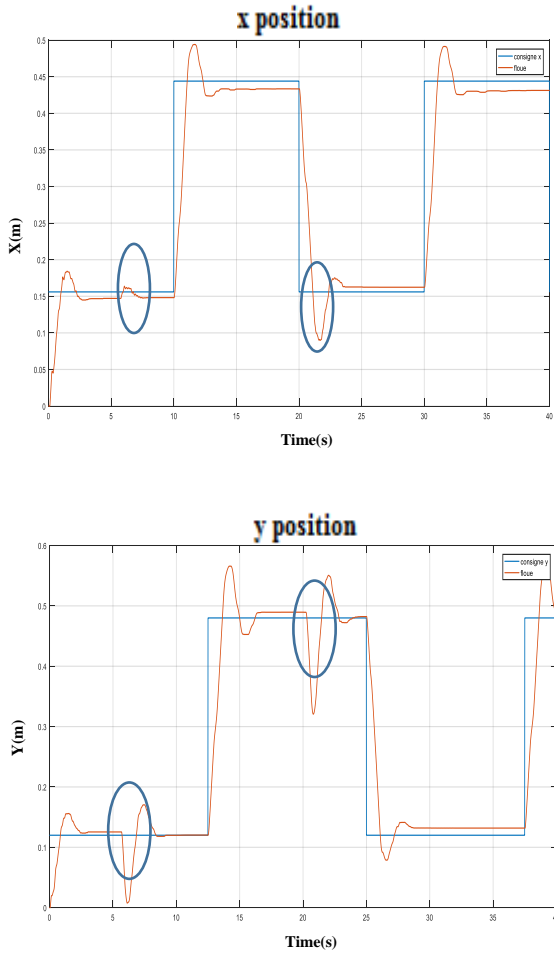 x position
0.5
0.45
0.4
0.35
0.3
0.25
0.2
0.15
0.1
0.05
0
X(m)
consigne x
floue
0 5 10 15 20 25 30 35 40
Time(s)
y position
0.6
0.5
0.4
0.3
0.2
0.1
0
Y(m)
consigne y
floue
0 5 10 15 20 25 30 35 40
Time(s)